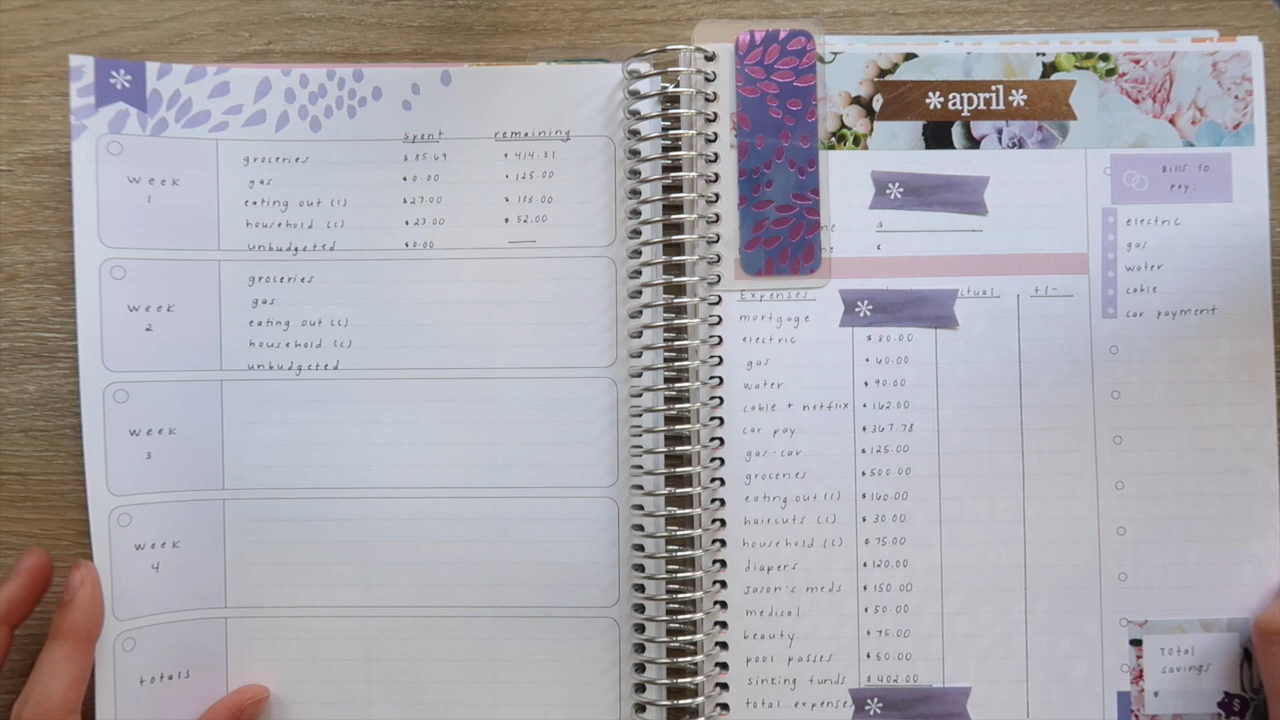 spent remaining
week 1
groceries $85.69 $414.31
gas $0.00 $125.00
eating out (c) $27.00 $133.00
household (c) $23.00 $52.00
unbudgeted $0.00
week 2
groceries
gas
eating out (c)
household (c)
unbudgeted
week 3
week 4
totals
*april*
$
Expenses: +/-
mortgage
electric $80.00
gas $60.00
water $90.00
cable + netflix $162.00
car pay. $367.78
gas-car $125.00
groceries $500.00
eating out (c) $160.00
haircuts (c) $30.00
household (c) $75.00
diapers $120.00
Jason's meds $150.00
medical $50.00
beauty $75.00
pool passes $50.00
sinking funds $402.00
total expenses
Bills to
pay:
electric
gas
water
cable
car payment
Total
savings
$